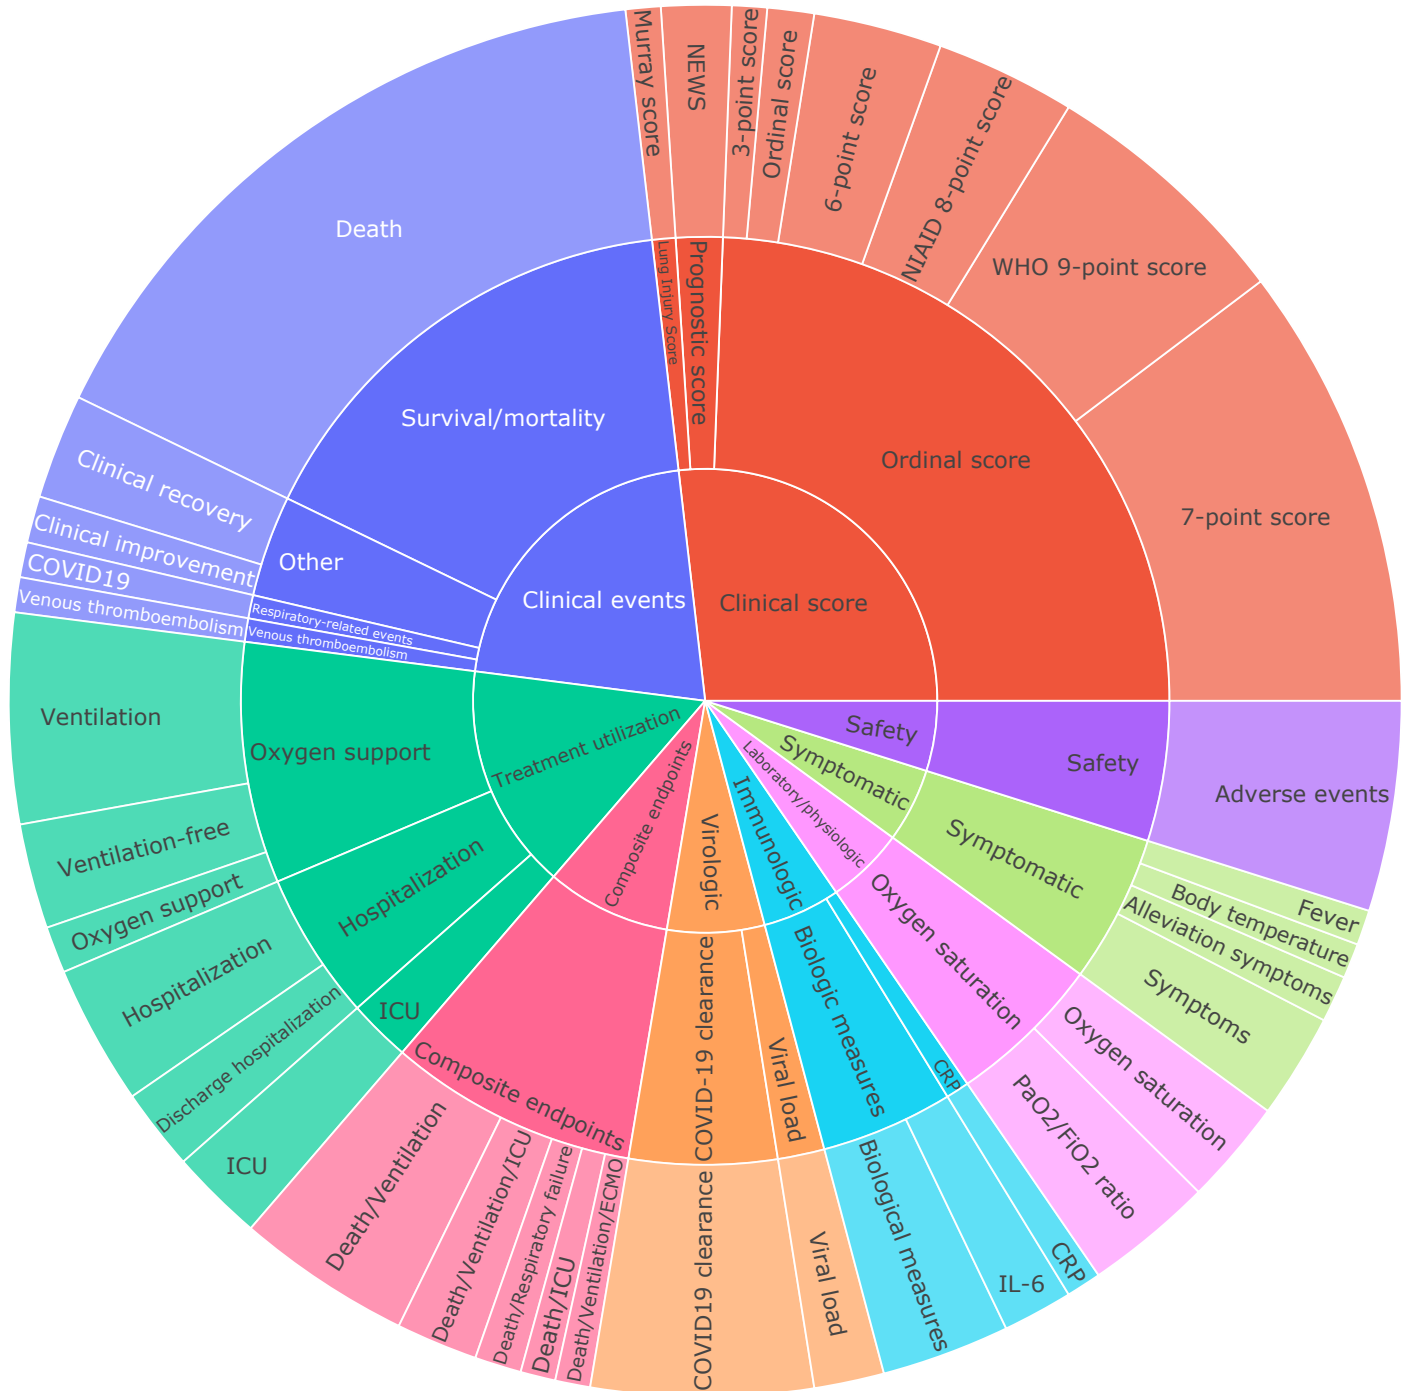 Murray score
NEWS
3-point score
Ordinal score
6-point score
NIAID 8-point score
WHO 9-point score
7-point score
Death
Lung Injury Score
Prognostic score
Ordinal score
Survival/mortality
Clinical recovery
Clinical improvement
COVID19
Venous thromboembolism
Other
Respiratory-related events
Venous thromboembolism
Clinical events
Clinical score
Ventilation
Oxygen support
Treatment utilization
Composite endpoints
Virologic
Immunologic
Laboratory/physiologic
Symptomatic
Safety
Safety
Adverse events
Ventilation-free
Oxygen support
Hospitalization
Hospitalization
Discharge hospitalization
ICU
ICU
Composite endpoints
COVID-19 clearance
Viral load
Biologic measures
CRP
Oxygen saturation
Symptomatic
Fever
Body temperature
Alleviation symptoms
Symptoms
Oxygen saturation
PaO2/FiO2 ratio
Death/Ventilation
Death/Ventilation/ICU
Death/Respiratory failure
Death/ICU
Death/Ventilation/ECMO
COVID19 clearance
Viral load
Biological measures
IL-6
CRP